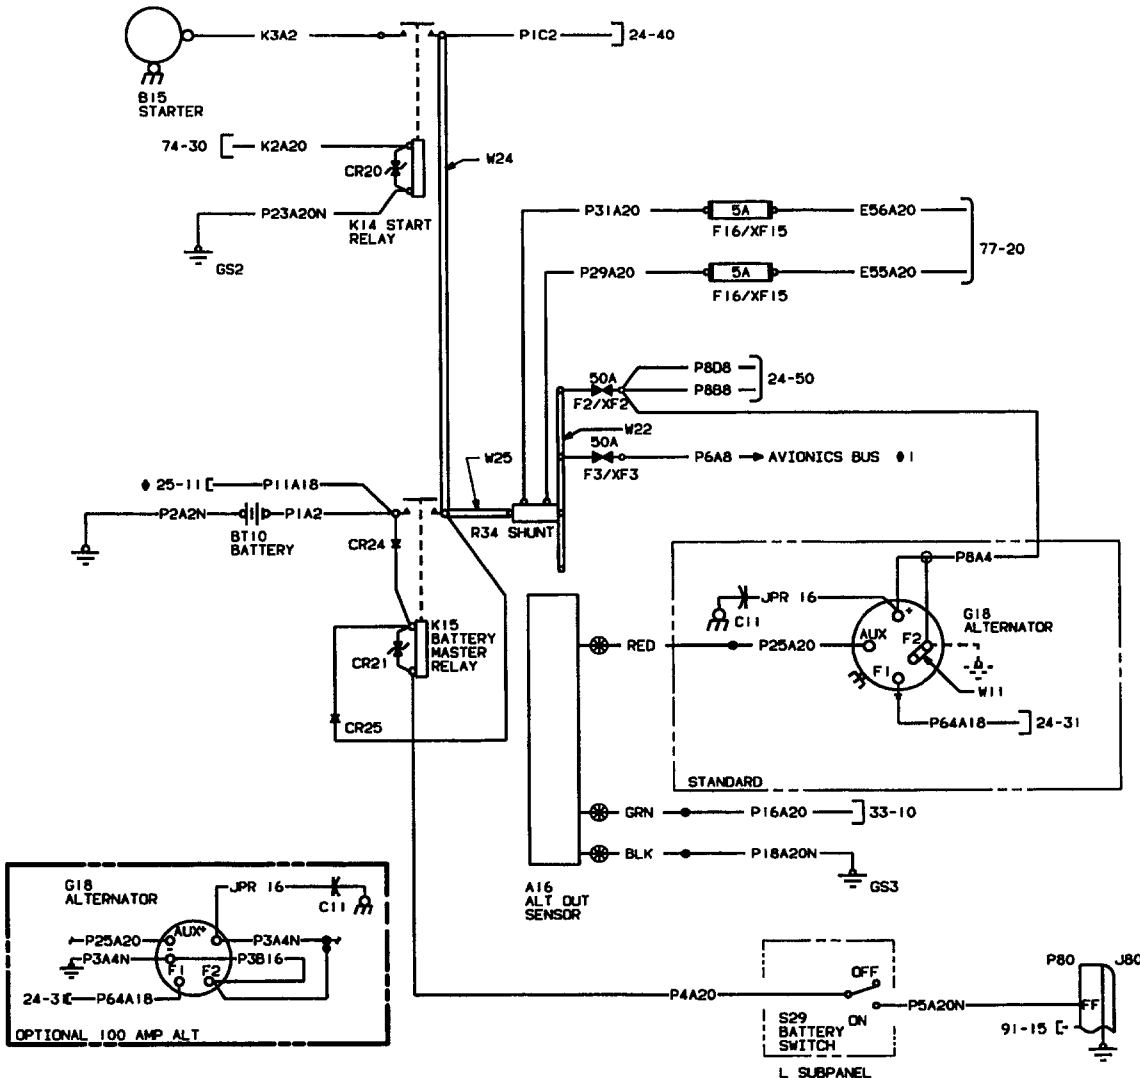 K3A2
P1C2
24-40
B15
STARTER
74-30
K2A20
CR20
W24
P23A20N
K14 START
RELAY
GS2
P31A20
5A
E56A20
F16/XF15
77-20
P29A20
5A
E55A20
F16/XF15
P8D8
24-50
50A
P8B8
F2/XF2
W22
50A
F3/XF3
P6A8
AVIONICS BUS #1
W25
25-11
P11A18
P2A2N
P1A2
BT10
BATTERY
R34 SHUNT
CR24
K15
BATTERY
MASTER
RELAY
CR21
CR25
P8A4
JPR 16
C11
+
G18
ALTERNATOR
RED
P25A20
AUX
F2
F1
W11
P64A18
24-31
STANDARD
GRN
P16A20
33-10
BLK
P18A20N
GS3
A16
ALT OUT
SENSOR
G18
ALTERNATOR
JPR 16
C11
P25A20
AUX+
P3A4N
-
P3A4N
P3B16
F1
F2
24-31
P64A18
OPTIONAL 100 AMP ALT
P4A20
OFF
ON
S29
BATTERY
SWITCH
L SUBPANEL
P5A20N
P80
J80
FF
91-15